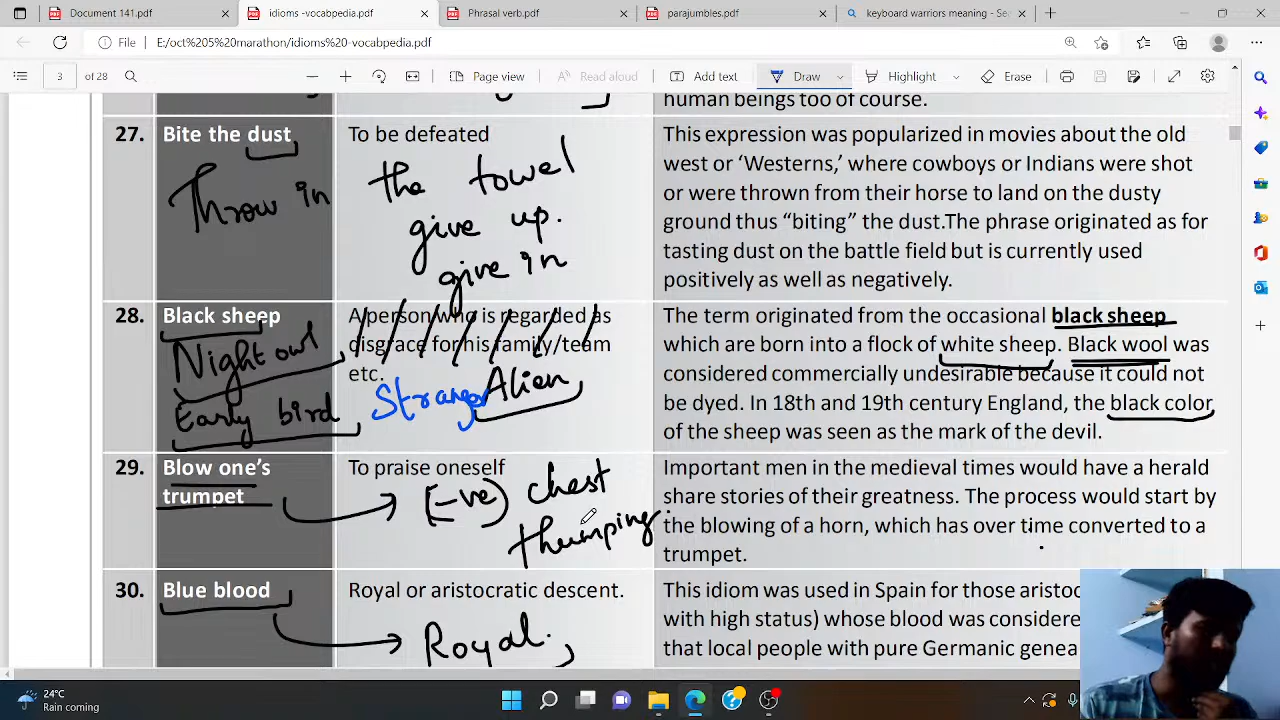 Document 141.pdf
idioms -vocabpedia.pdf
Phrasal verb.pdf
parajumbles.pdf
keyboard warriors meaning - Se
File
E:/oct%205%20marathon/idioms%20-vocabpedia.pdf
3 of 28
Page view
Read aloud
Add text
Draw
Highlight
Erase
human beings too of course.
27. Bite the dust
To be defeated
This expression was popularized in movies about the old
west or ‘Westerns,’ where cowboys or Indians were shot
or were thrown from their horse to land on the dusty
ground thus “biting” the dust.The phrase originated as for
tasting dust on the battle field but is currently used
positively as well as negatively.
Throw in the towel
give up.
give in
28. Black sheep
A person who is regarded as
disgrace for his family/team
etc.
The term originated from the occasional black sheep
which are born into a flock of white sheep. Black wool was
considered commercially undesirable because it could not
be dyed. In 18th and 19th century England, the black color
of the sheep was seen as the mark of the devil.
Night owl
Early bird
Stranger
Alien
29. Blow one’s
trumpet
To praise oneself
Important men in the medieval times would have a herald
share stories of their greatness. The process would start by
the blowing of a horn, which has over time converted to a
trumpet.
(-ve) chest
thumping
30. Blue blood
Royal or aristocratic descent.
This idiom was used in Spain for those aristoc
with high status) whose blood was considere
that local people with pure Germanic genea
Royal.
24°C
Rain coming